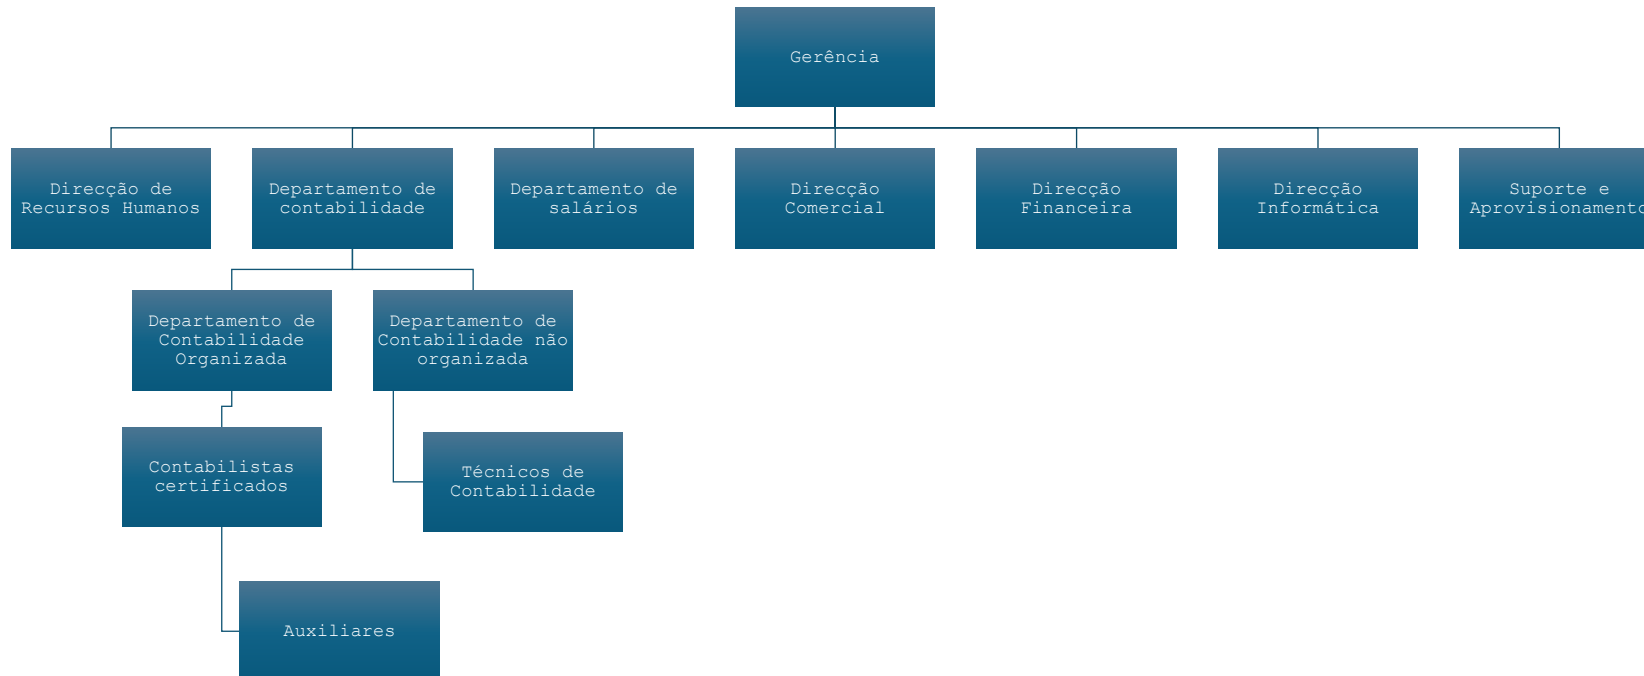 Gerência
Direcção de
Recursos Humanos
Departamento de
contabilidade
Departamento de
salários
Direcção
Comercial
Direcção
Financeira
Direcção
Informática
Suporte e
Aprovisionamento
Departamento de
Contabilidade
Organizada
Departamento de
Contabilidade não
organizada
Contabilistas
certificados
Técnicos de
Contabilidade
Auxiliares